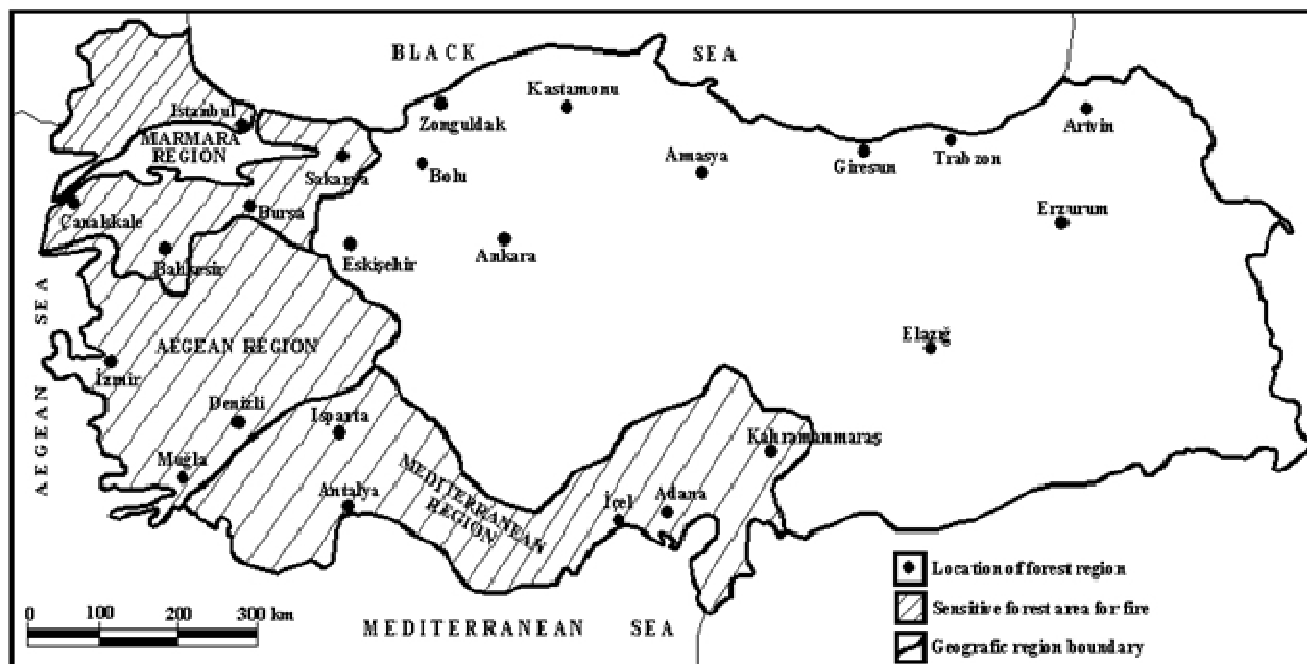 BLACK SEA
Kastamonu
Zonguldak
Artvin
Istanbul
MARMARA
REGION
Sakarya
Bolu
Amasya
Giresun
Trabzon
Çanakkale
Bursa
Erzurum
Balıkesir
Eskişehir
Ankara
AEGEAN SEA
AEGEAN REGION
Elazığ
İzmir
Denizli
Isparta
Kahramanmaraş
Muğla
Antalya
MEDITERRANEAN
REGION
İçel
Adana
Location of forest region
Sensitive forest area for fire
Geografic region boundary
0 100 200 300 km
MEDITERRANEAN SEA